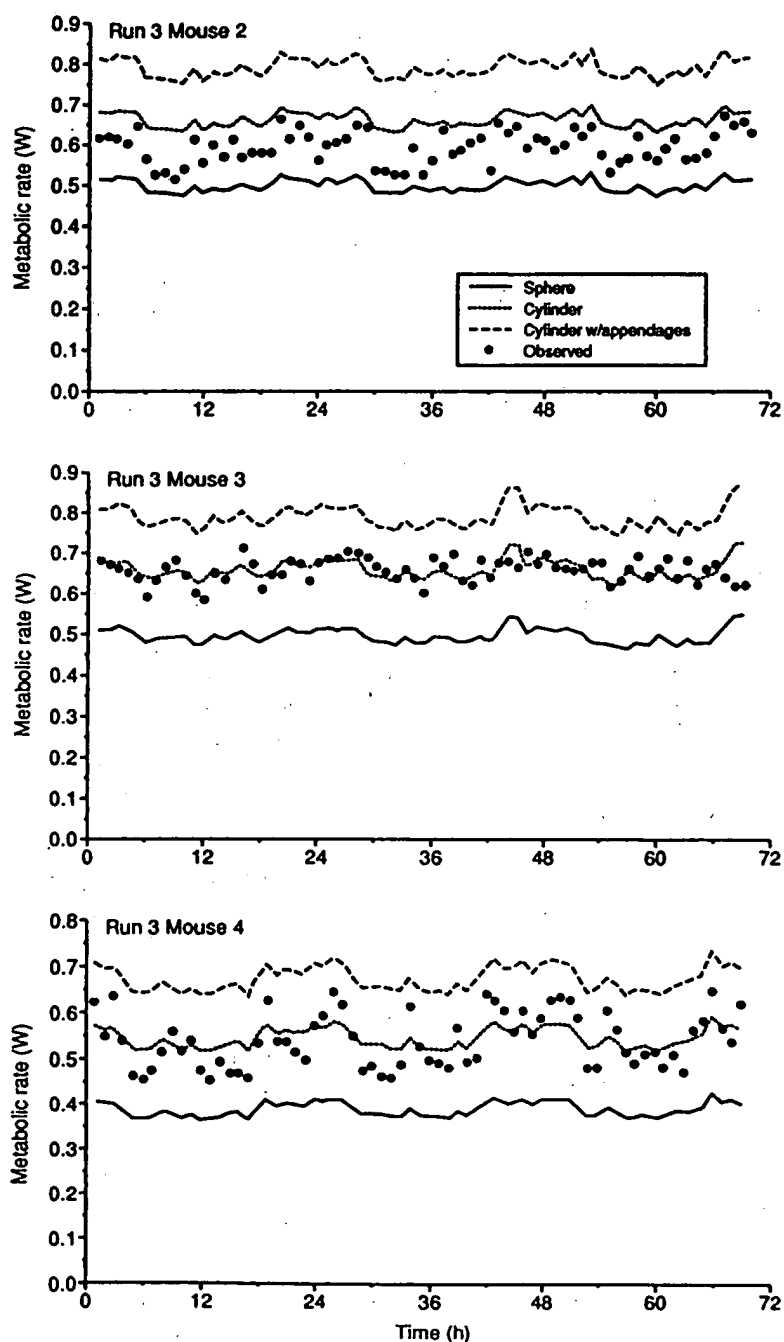 Run 3 Mouse 2
Metabolic rate (W)
0.9
0.8
0.7
0.6
0.5
0.4
0.3
0.2
0.1
0.0
0 12 24 36 48 60 72
Sphere
Cylinder
Cylinder w/appendages
Observed
Run 3 Mouse 3
Metabolic rate (W)
0.9
0.8
0.7
0.6
0.5
0.4
0.3
0.2
0.1
0.0
0 12 24 36 48 60 72
Run 3 Mouse 4
Metabolic rate (W)
0.8
0.7
0.6
0.5
0.4
0.3
0.2
0.1
0.0
0 12 24 36 48 60 72
Time (h)